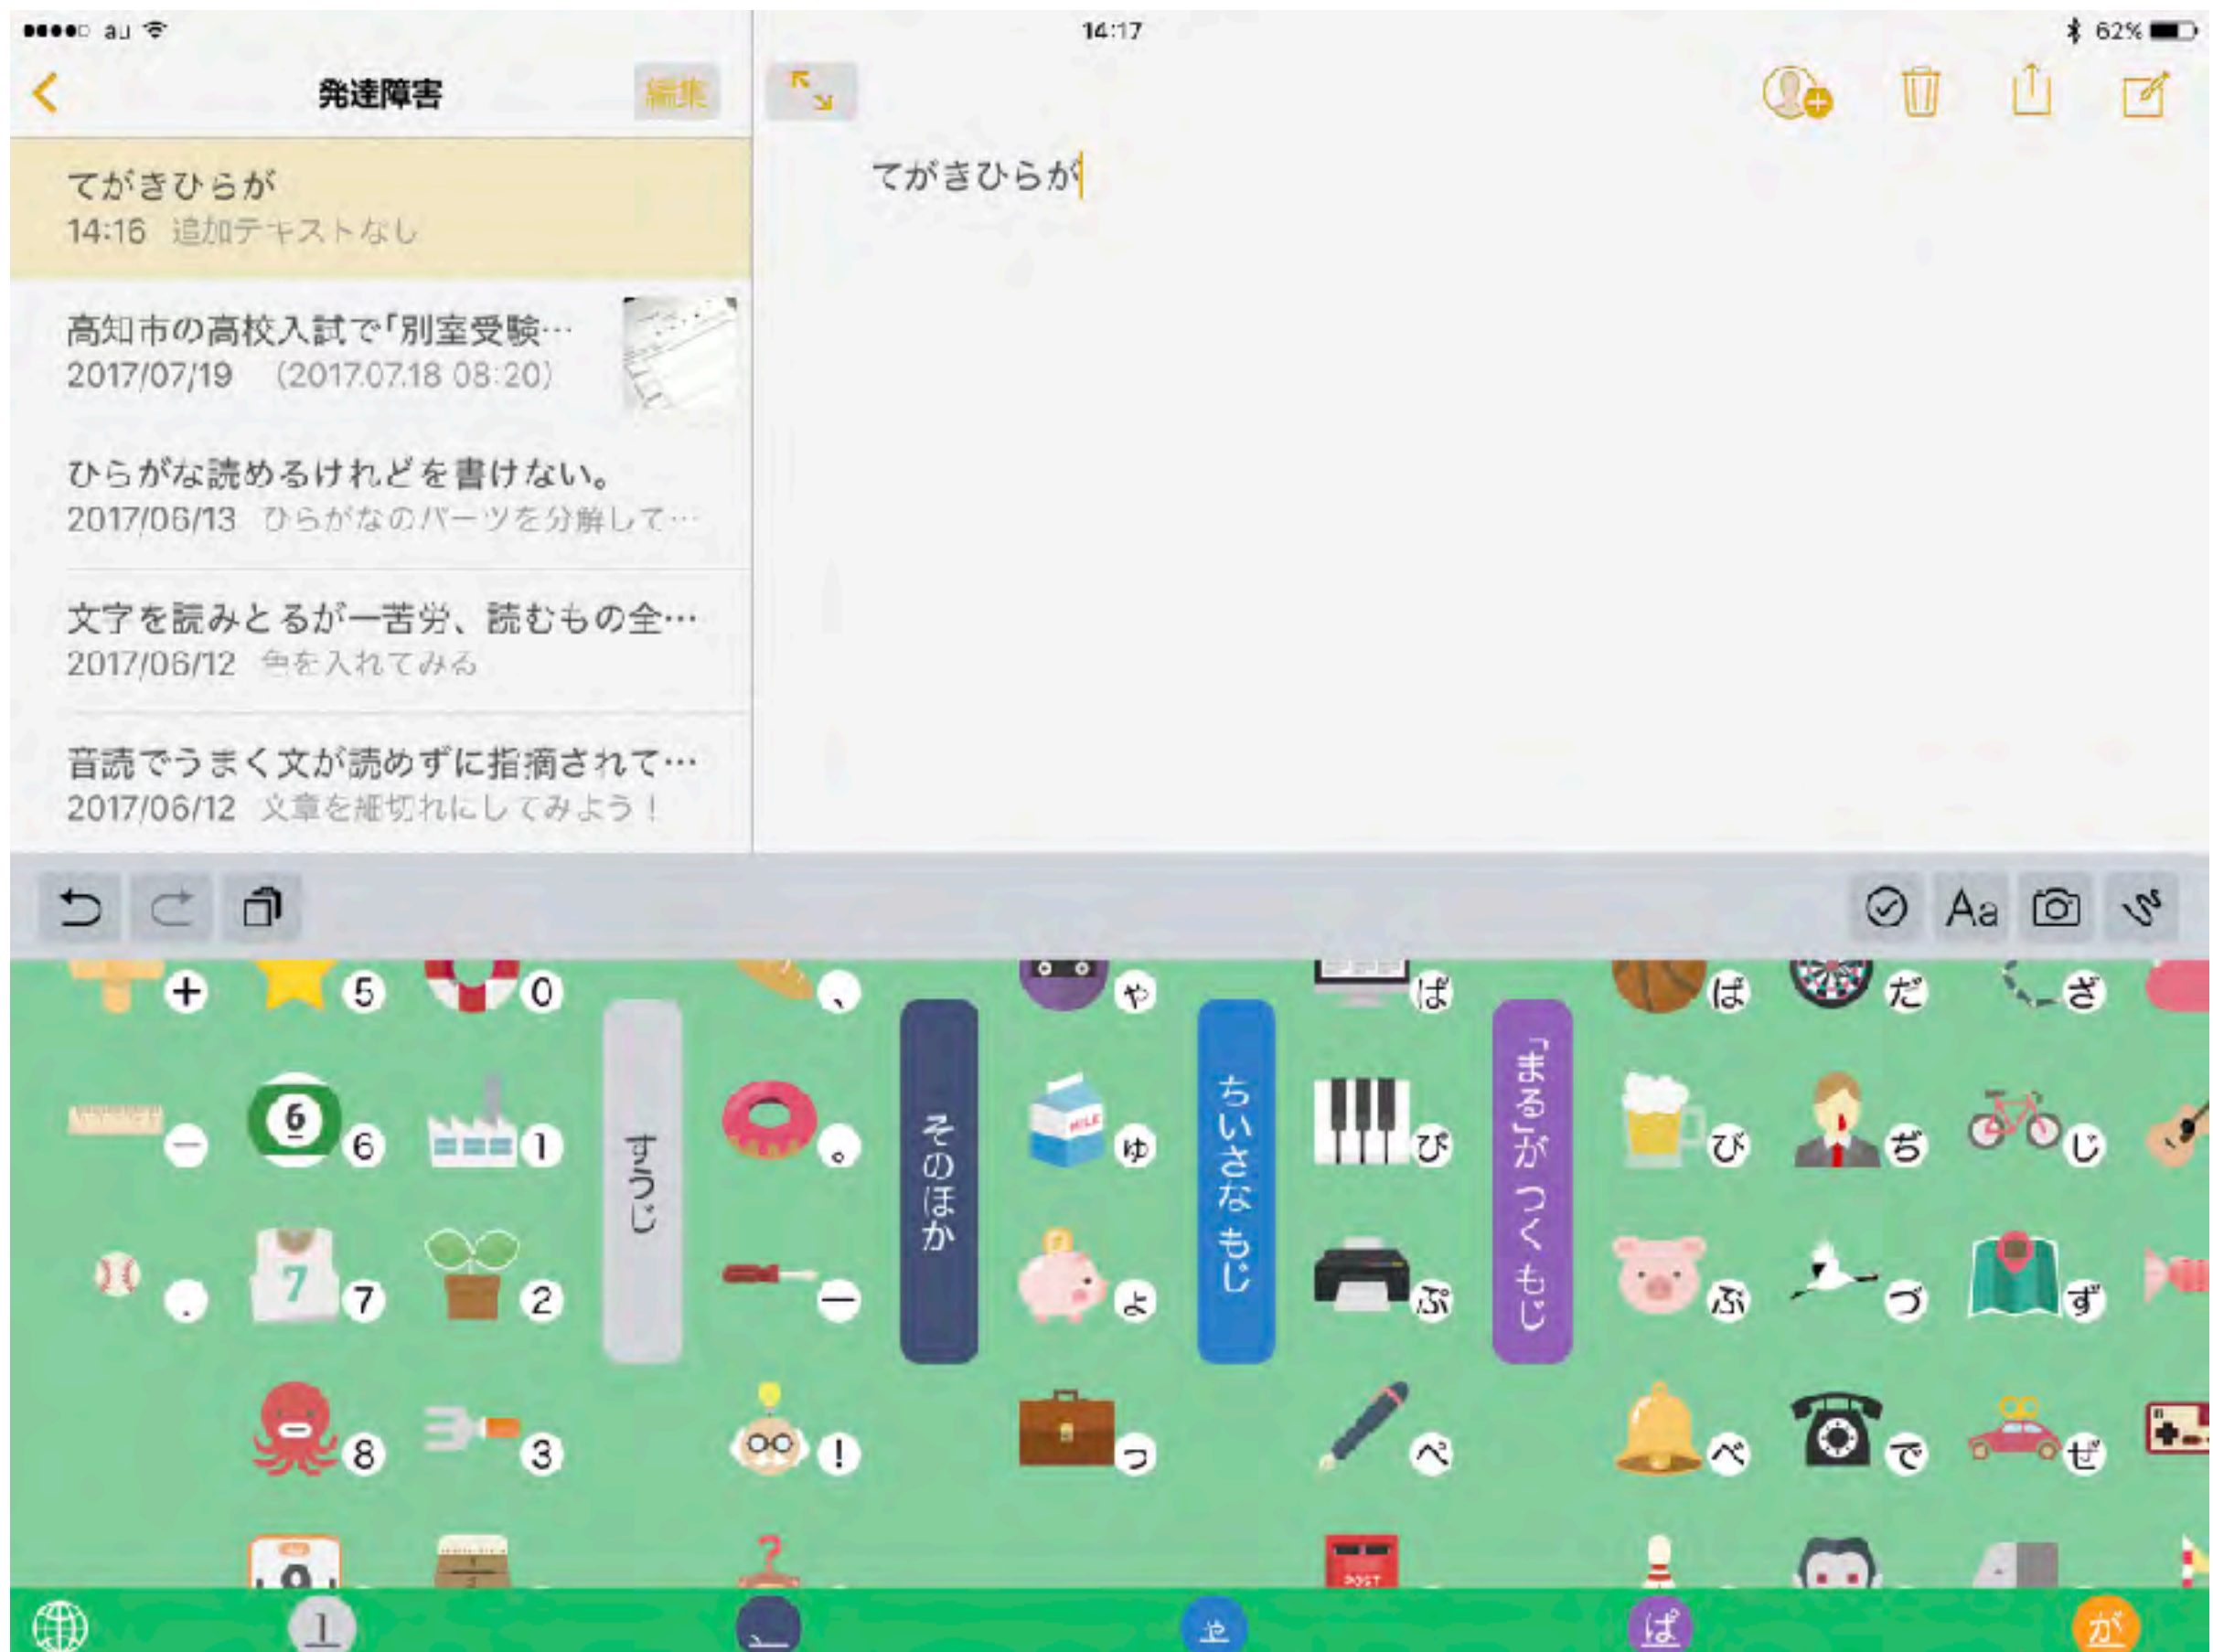 au
14:17
62%
発達障害
編集
てがきひらが
14:16 追加テキストなし
高知市の高校入試で「別室受験…
2017/07/19 (2017.07.18 08:20)
ひらがな読めるけれどを書けない。
2017/06/13 ひらがなのパーツを分解して…
文字を読みとるが一苦労、読むもの全…
2017/06/12 色を入れてみる
音読でうまく文が読めずに指摘されて…
2017/06/12 文章を細切れにしてみよう！
てがきひらが
Aa
+ 5 0 、 や ぱ ば だ ざ
− 6 6 1 。 ゆ MILK び ぢ じ
. 7 7 2 ー よ ぷ ぶ づ ず
8 3 ! っ ぺ べ で ぜ
すうじ
そのほか
ちいさな もじ
「まる」が つくもじ
9 ? POST
1 、 や ぱ が